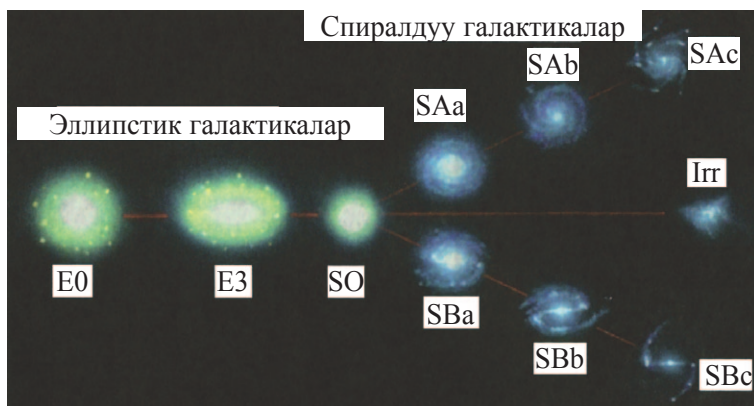 Спиралдуу галактикалар
SAc
SAb
SAa
Эллипстик галактикалар
Irr
E0
E3
SO
SBa
SBb
SBc